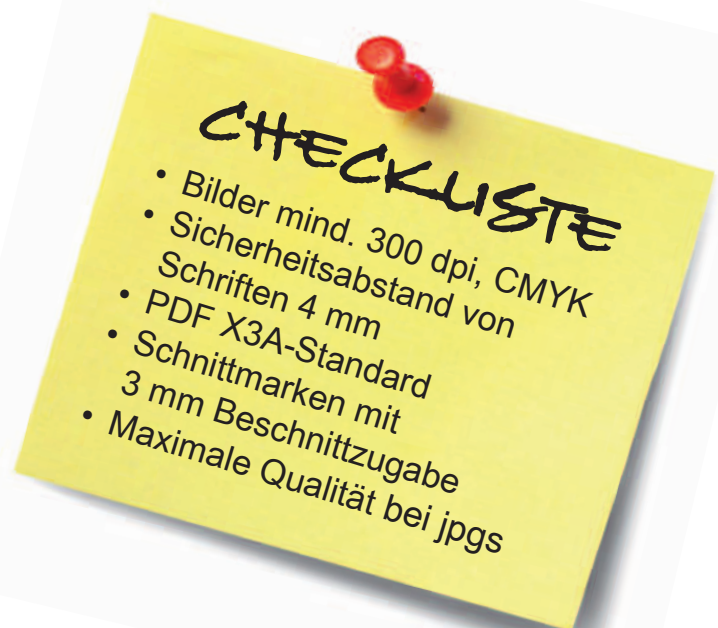 CHECKLISTE
• Bilder mind. 300 dpi, CMYK
• Sicherheitsabstand von
Schriften 4 mm
• PDF X3A-Standard
• Schnittmarken mit
3 mm Beschnittzugabe
• Maximale Qualität bei jpgs